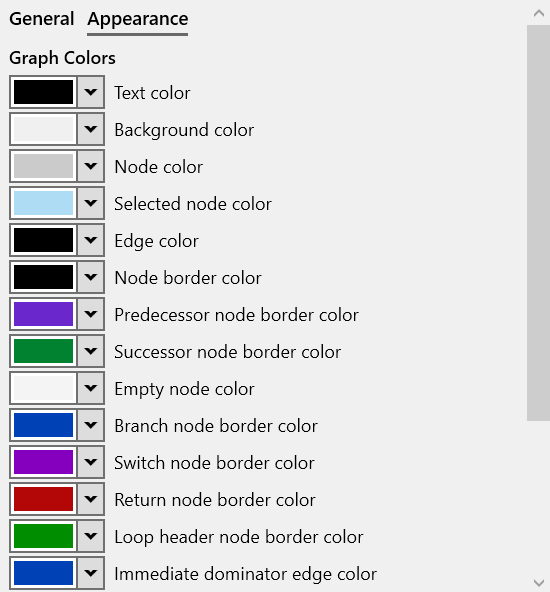 General Appearance
Graph Colors
Text color
Background color
Node color
Selected node color
Edge color
Node border color
Predecessor node border color
Successor node border color
Empty node color
Branch node border color
Switch node border color
Return node border color
Loop header node border color
Immediate dominator edge color